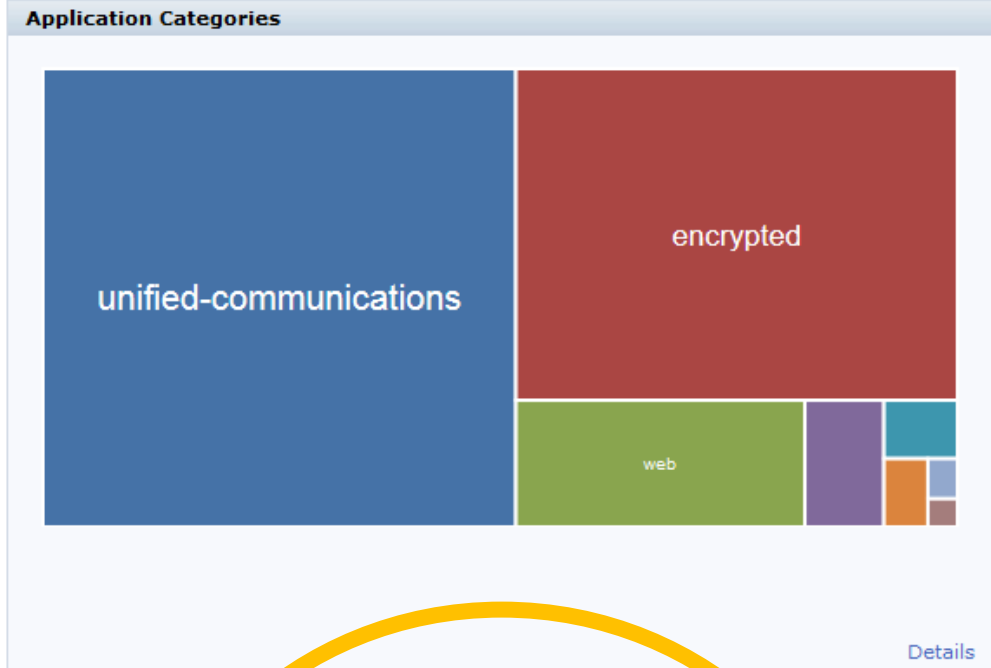 Application Categories
unified-communications
encrypted
web
Details